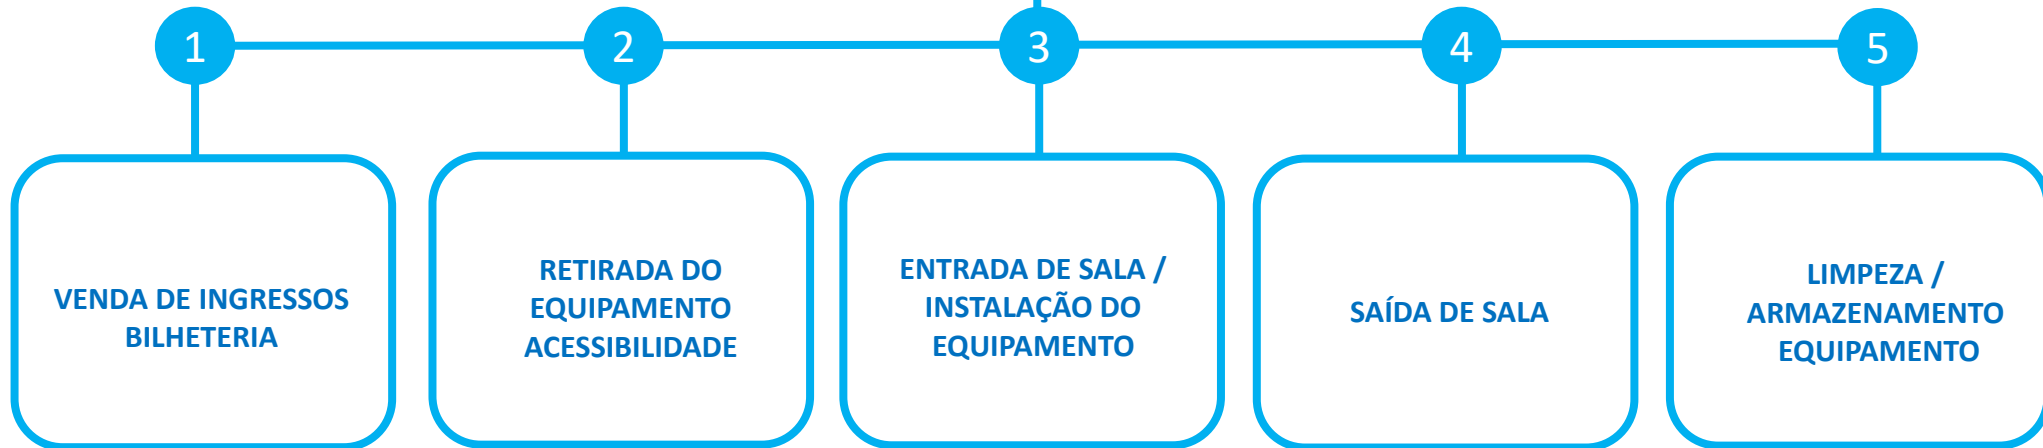 1
2
3
4
5
VENDA DE INGRESSOS
BILHETERIA
RETIRADA DO
EQUIPAMENTO
ACESSIBILIDADE
ENTRADA DE SALA /
INSTALAÇÃO DO
EQUIPAMENTO
SAÍDA DE SALA
LIMPEZA /
ARMAZENAMENTO
EQUIPAMENTO